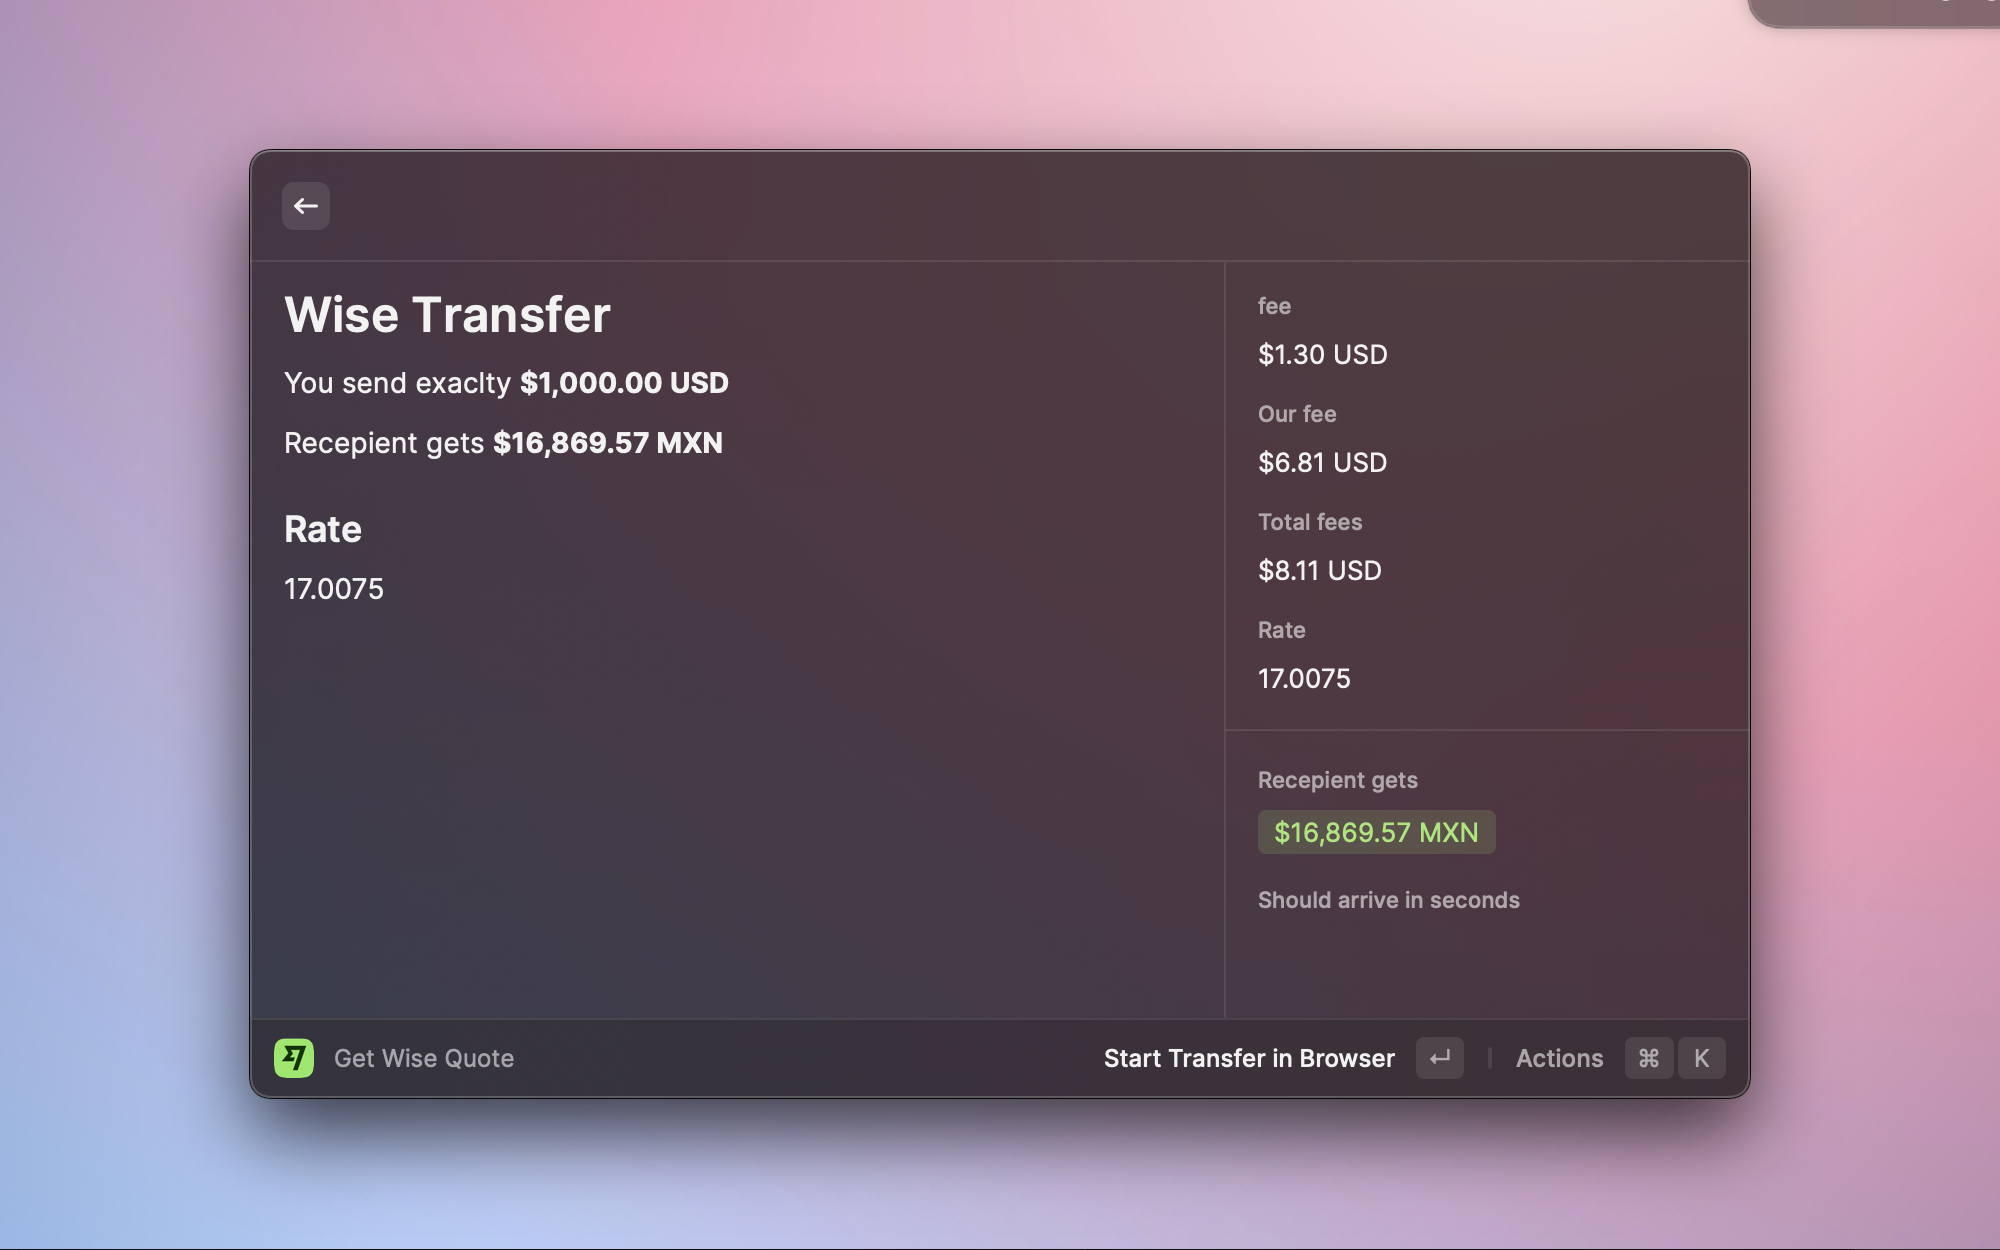 Wise Transfer
You send exaclty $1,000.00 USD
Recepient gets $16,869.57 MXN
Rate
17.0075
fee
$1.30 USD
Our fee
$6.81 USD
Total fees
$8.11 USD
Rate
17.0075
Recepient gets
$16,869.57 MXN
Should arrive in seconds
Get Wise Quote
Start Transfer in Browser
Actions ⌘ K